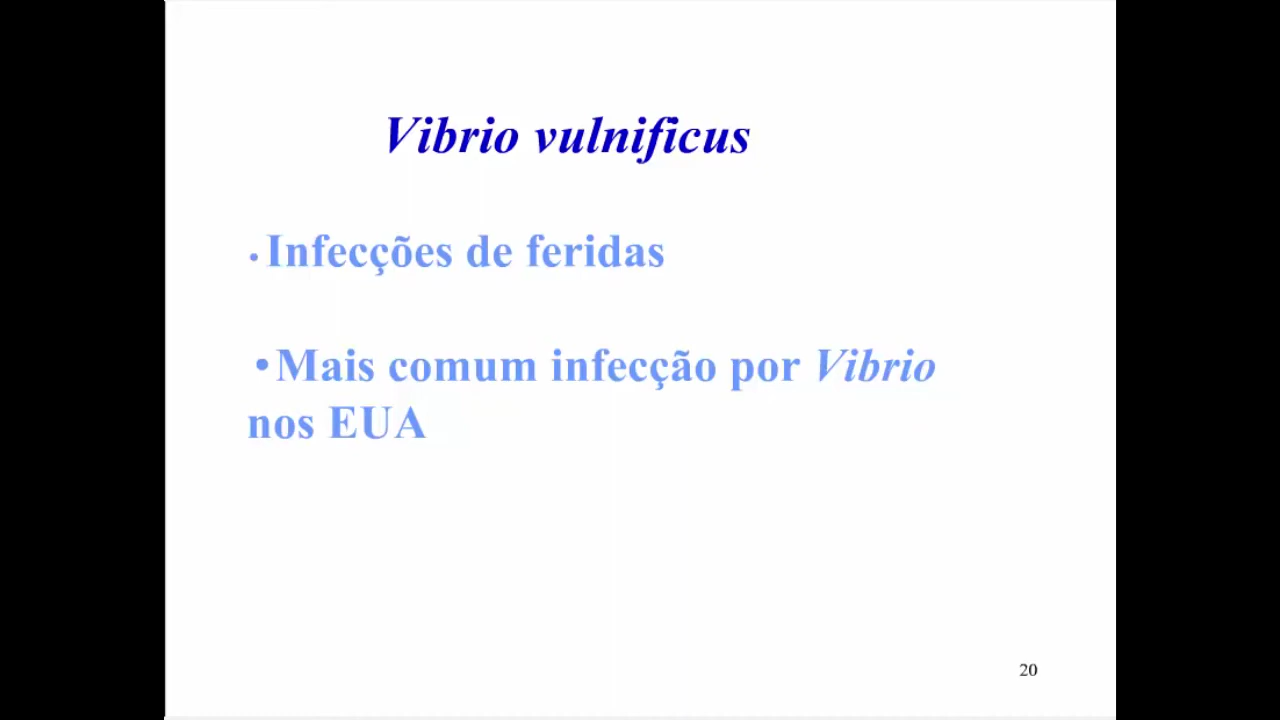 Vibrio vulnificus
• Infecções de feridas
• Mais comum infecção por Vibrio
nos EUA
20